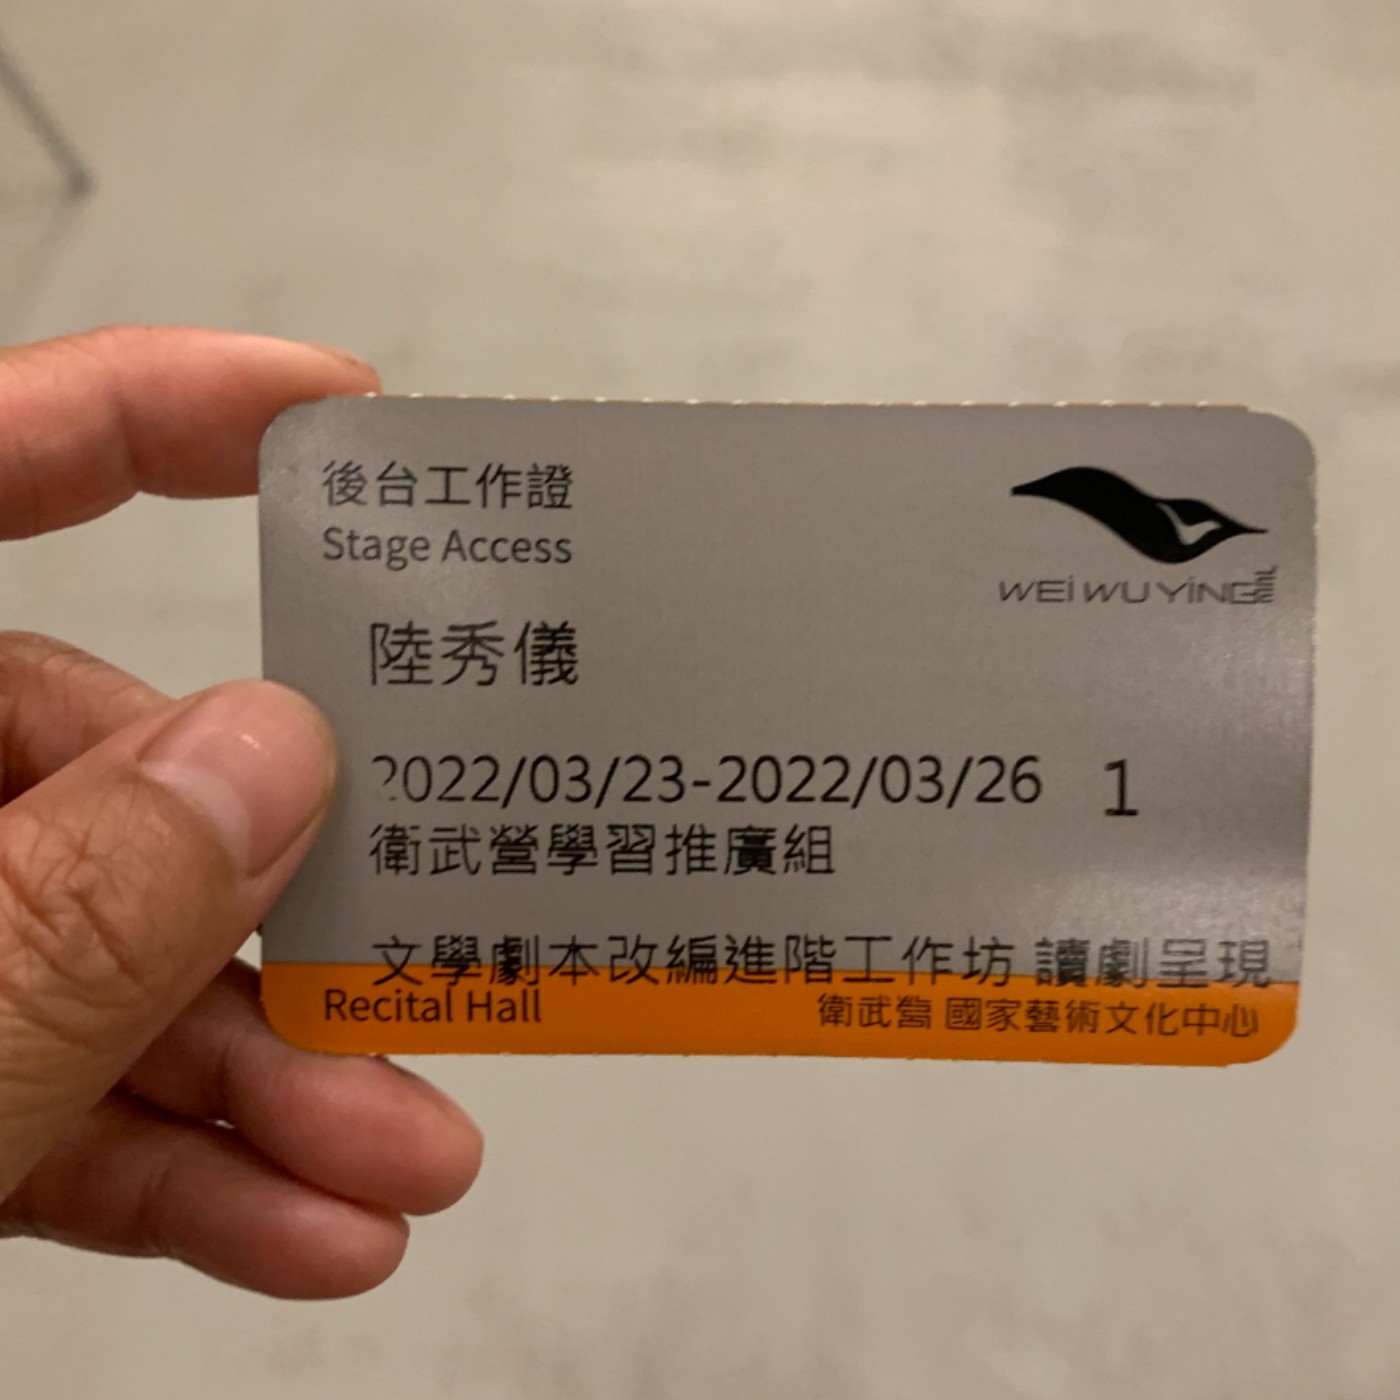 後台工作證
Stage Access
WEiWUYiNG
陸秀儀
2022/03/23-2022/03/26 1
衛武營學習推廣組
文學劇本改編進階工作坊 讀劇呈現
Recital Hall
衛武營 國家藝術文化中心